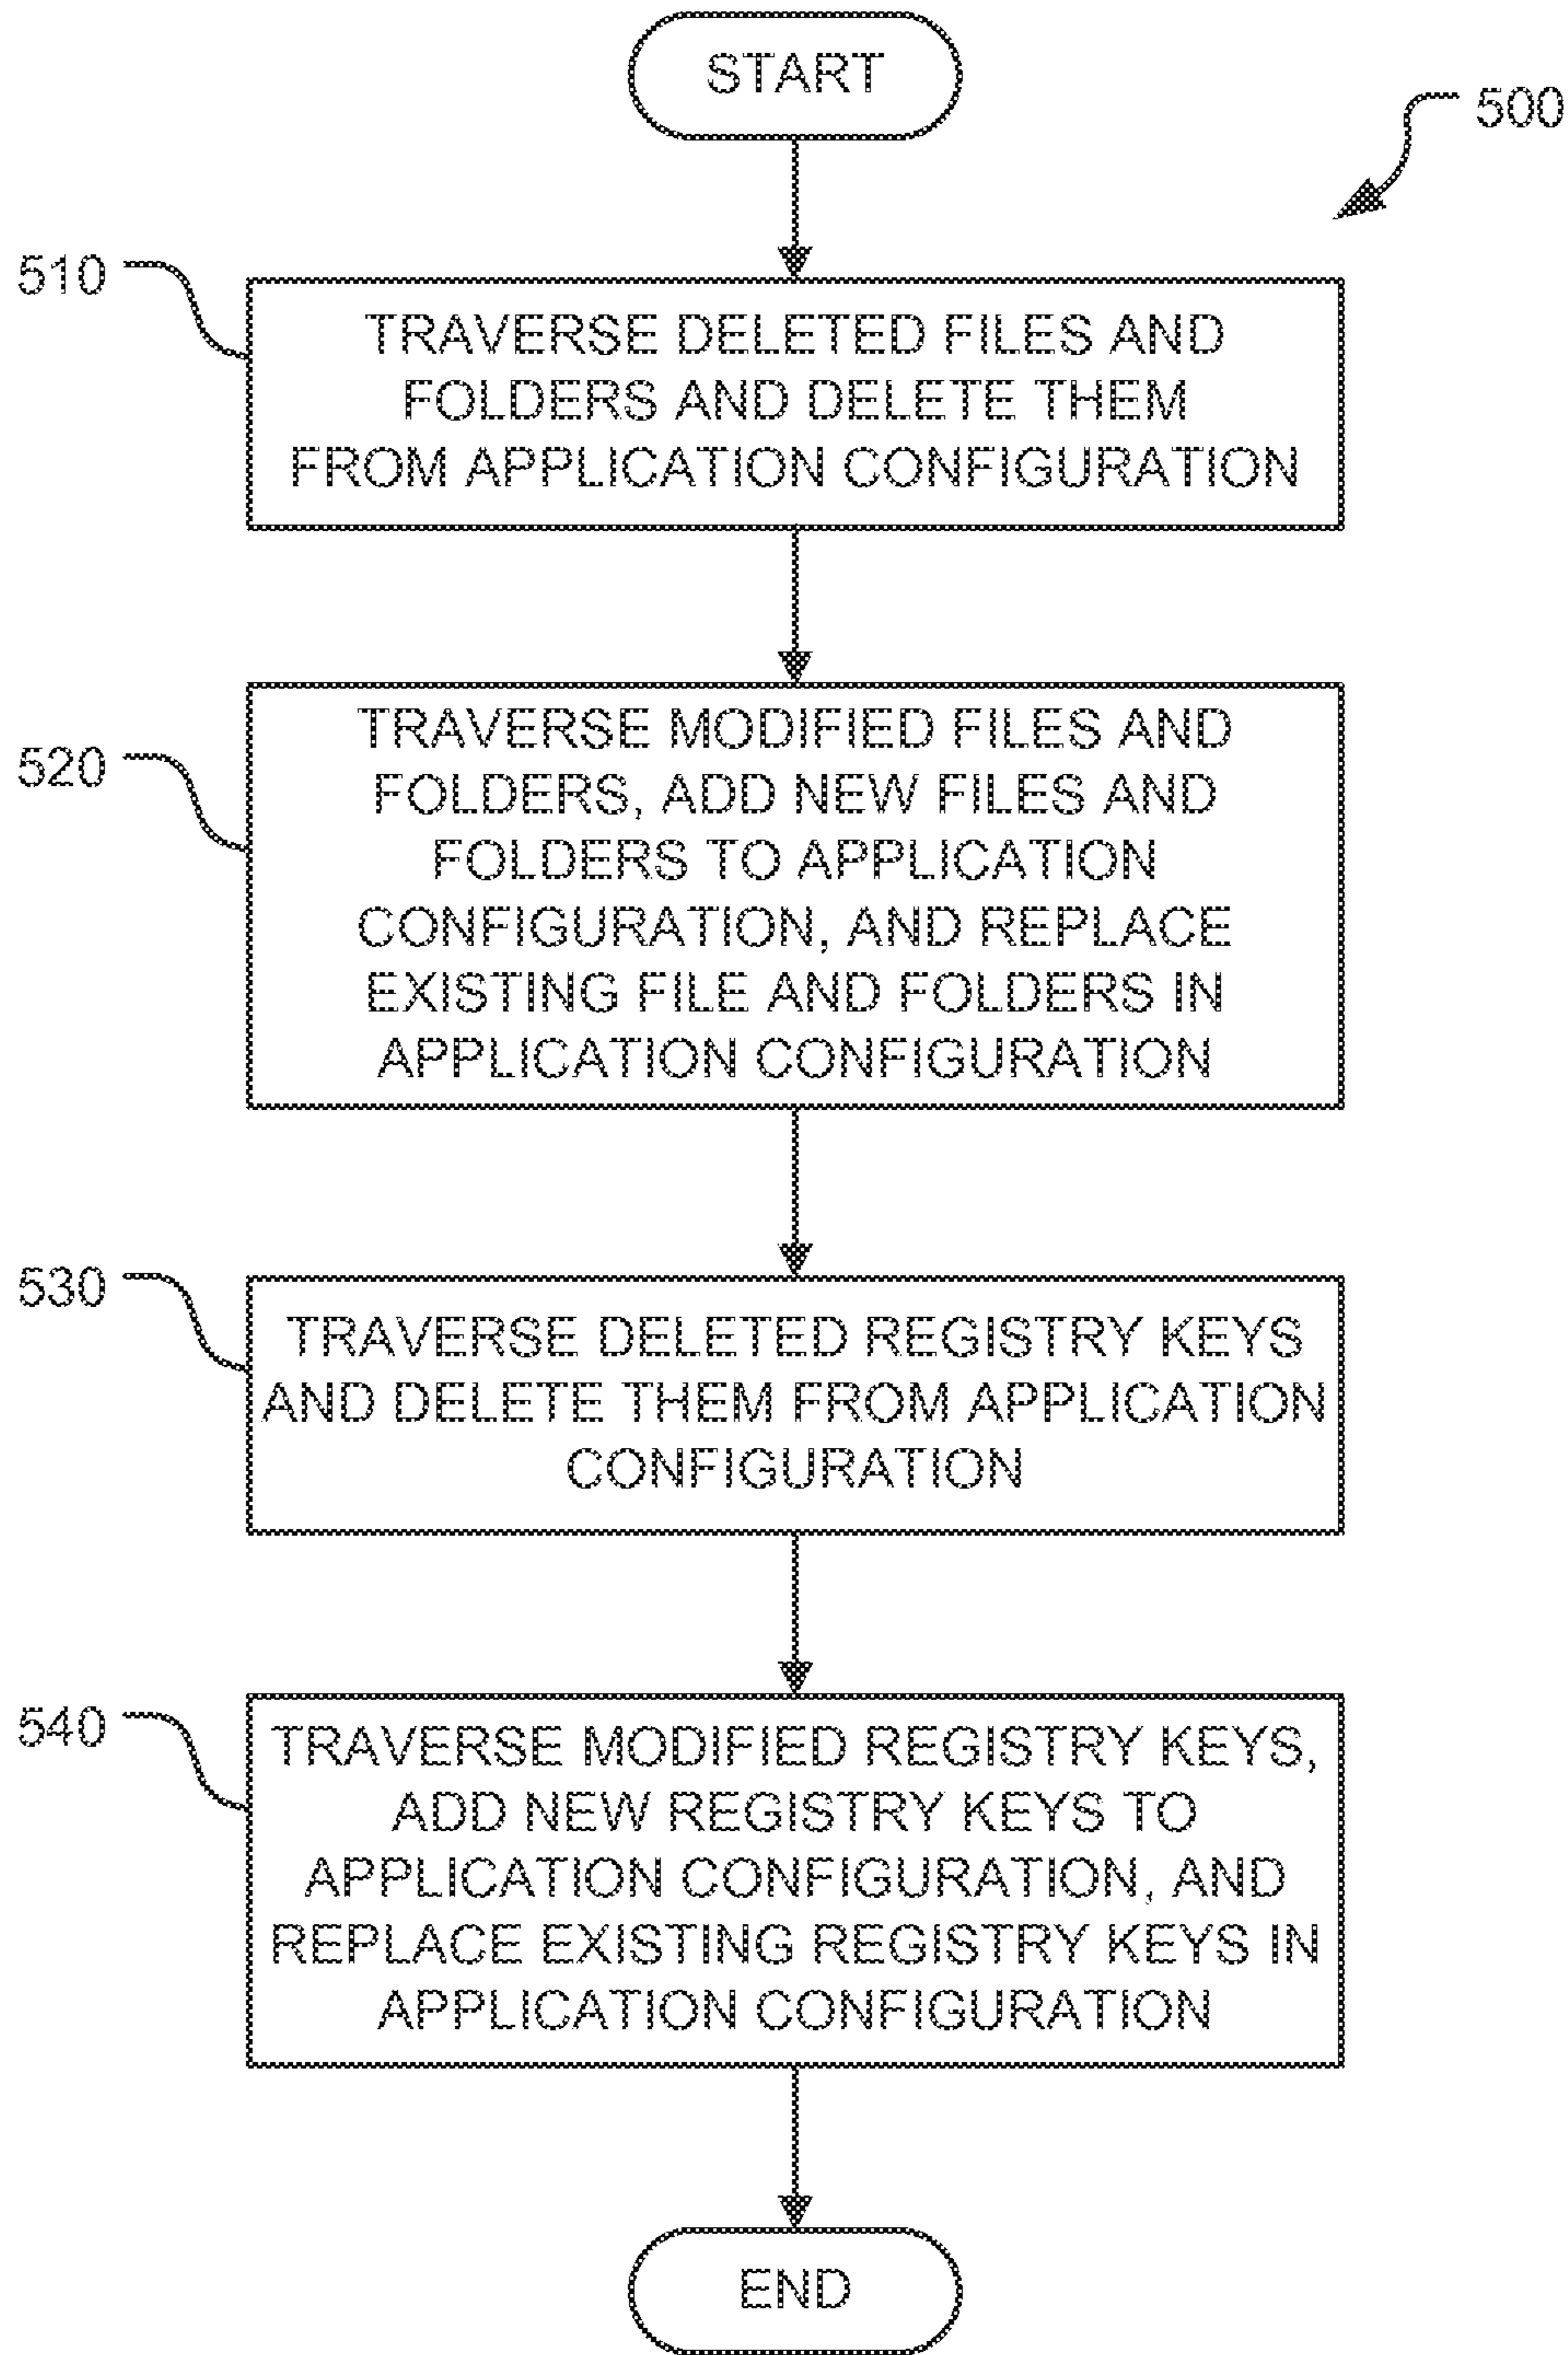 START
500
510
TRAVERSE DELETED FILES AND
FOLDERS AND DELETE THEM
FROM APPLICATION CONFIGURATION
520
TRAVERSE MODIFIED FILES AND
FOLDERS, ADD NEW FILES AND
FOLDERS TO APPLICATION
CONFIGURATION, AND REPLACE
EXISTING FILE AND FOLDERS IN
APPLICATION CONFIGURATION
530
TRAVERSE DELETED REGISTRY KEYS
AND DELETE THEM FROM APPLICATION
CONFIGURATION
540
TRAVERSE MODIFIED REGISTRY KEYS,
ADD NEW REGISTRY KEYS TO
APPLICATION CONFIGURATION, AND
REPLACE EXISTING REGISTRY KEYS IN
APPLICATION CONFIGURATION
END